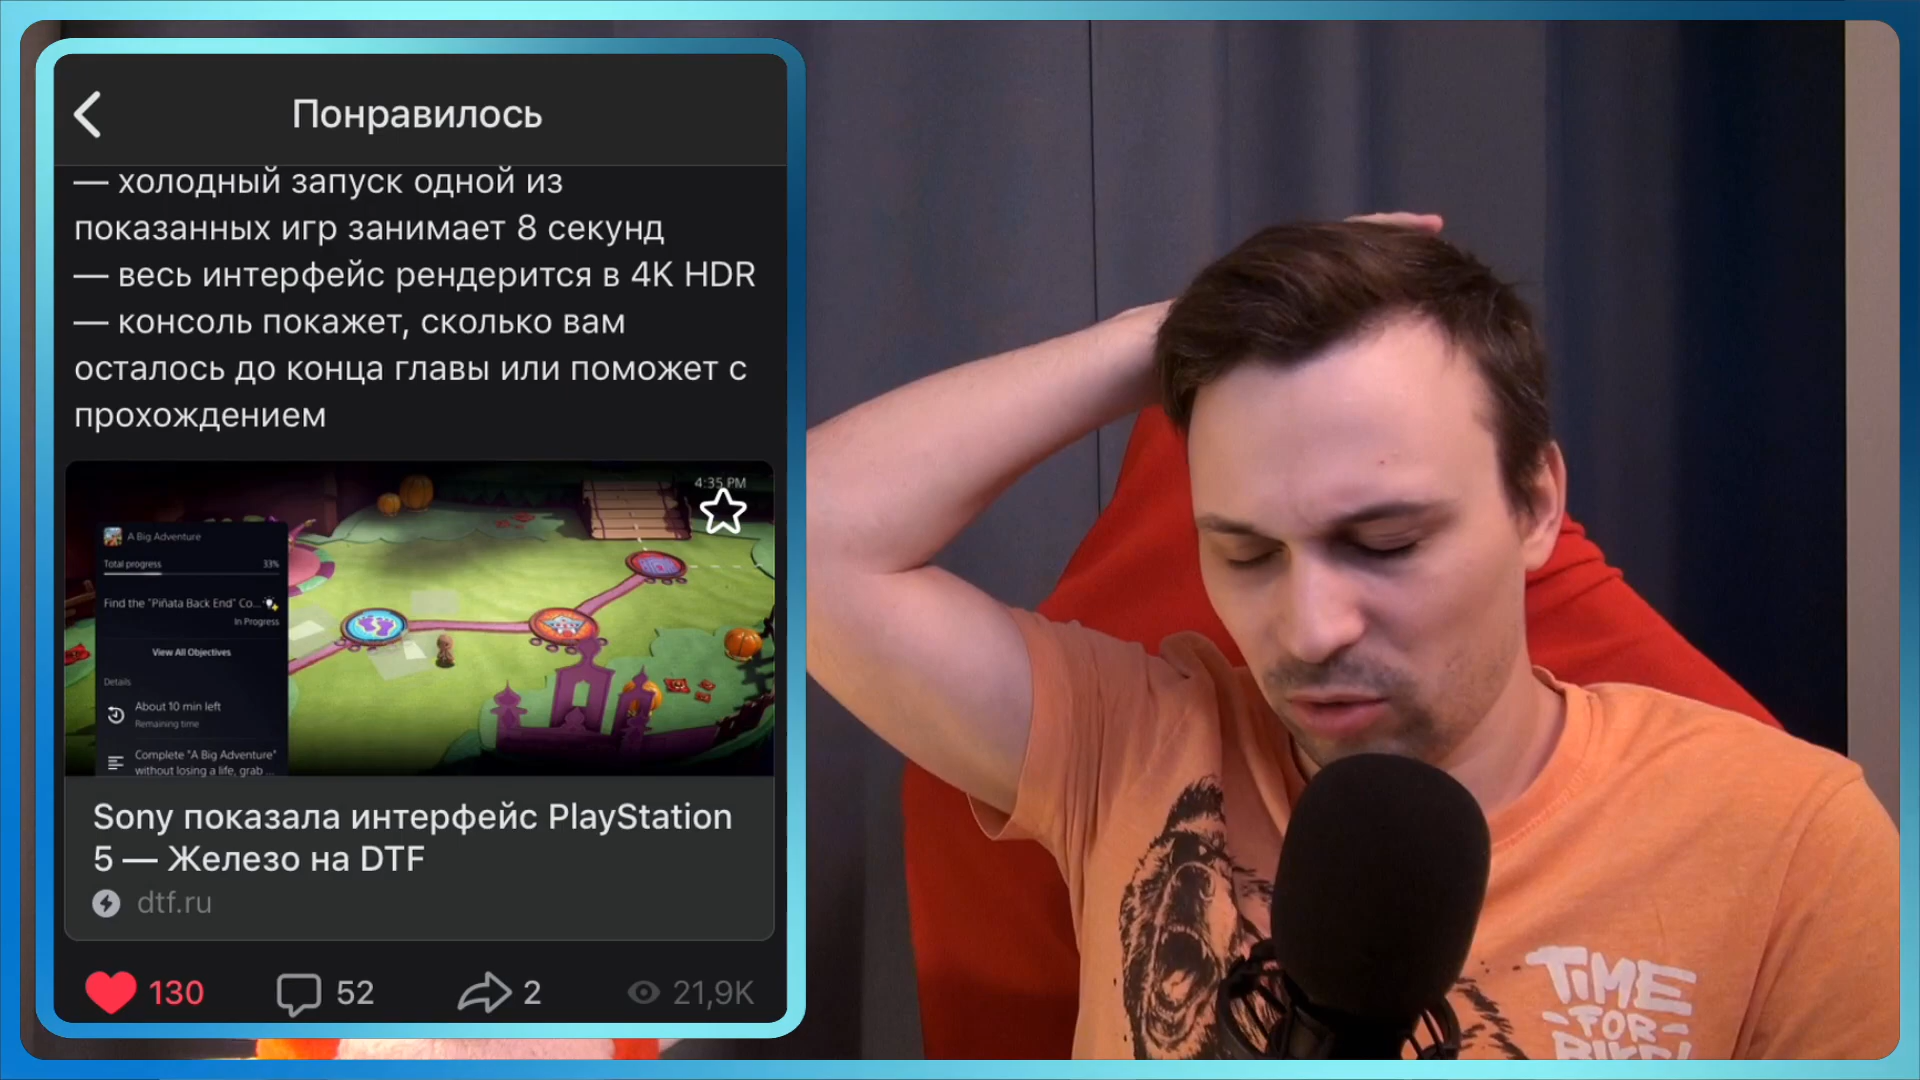 Понравилось
— холодный запуск одной из
показанных игр занимает 8 секунд
— весь интерфейс рендерится в 4K HDR
— консоль покажет, сколько вам
осталось до конца главы или поможет с
прохождением
4:35 PM
A Big Adventure
Total progress 33%
Find the "Piñata Back End" Co...
In Progress
View All Objectives
Details
About 10 min left
Remaining time
Complete "A Big Adventure"
without losing a life, grab ...
Sony показала интерфейс PlayStation
5 — Железо на DTF
dtf.ru
130 52 2 21,9K
TIME
-FOR-
BIKE!